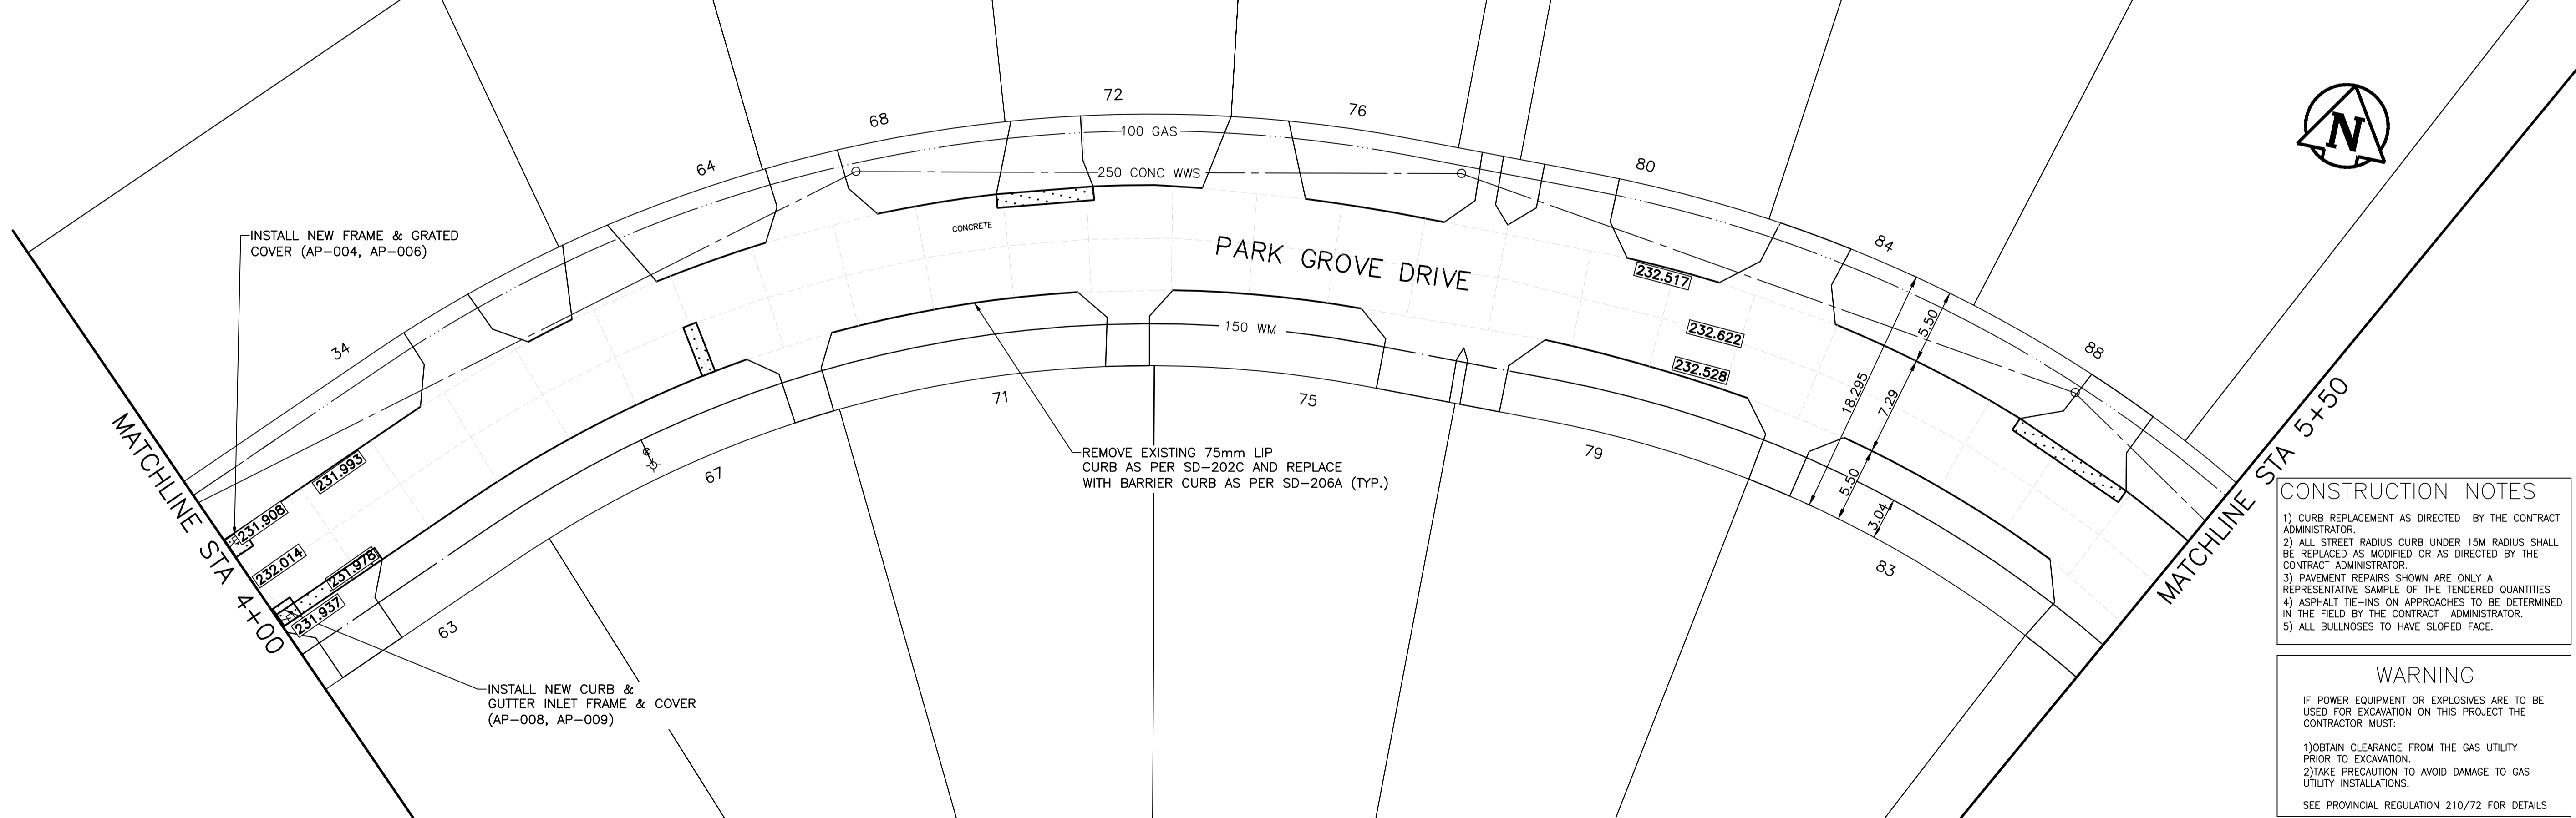 72
76
68
100 GAS
N
64
80
250 CONC WWS
CONCRETE
INSTALL NEW FRAME & GRATED
COVER (AP-004, AP-006)
PARK GROVE DRIVE
84
232.517
34
150 WM
232.622
5.50
88
232.528
18.295
7.29
71
75
MATCHLINE STA 4+00
MATCHLINE STA 5+50
REMOVE EXISTING 75mm LIP
CURB AS PER SD-202C AND REPLACE
WITH BARRIER CURB AS PER SD-206A (TYP.)
79
67
231.993
5.50
3.04
231.908
232.014
231.978
231.937
83
63
INSTALL NEW CURB &
GUTTER INLET FRAME & COVER
(AP-008, AP-009)
CONSTRUCTION NOTES
1) CURB REPLACEMENT AS DIRECTED BY THE CONTRACT
ADMNISTRATOR.
2) ALL STREET RADIUS CURB UNDER 15M RADIUS SHALL
BE REPLACED AS MODIFIED OR AS DIRECTED BY THE
CONTRACT ADMINISTRATOR.
3) PAVEMENT REPAIRS SHOWN ARE ONLY A
REPRESENTATIVE SAMPLE OF THE TENDERED QUANTITIES
4) ASPHALT TIE-INS ON APPROACHES TO BE DETERMINED
IN THE FIELD BY THE CONTRACT ADMINISTRATOR.
5) ALL BULLNOSES TO HAVE SLOPED FACE.
WARNING
IF POWER EQUIPMENT OR EXPLOSIVES ARE TO BE
USED FOR EXCAVATION ON THIS PROJECT THE
CONTRACTOR MUST:
1)OBTAIN CLEARANCE FROM THE GAS UTILITY
PRIOR TO EXCAVATION.
2)TAKE PRECAUTION TO AVOID DAMAGE TO GAS
UTILITY INSTALLATIONS.
SEE PROVINCIAL REGULATION 210/72 FOR DETAILS